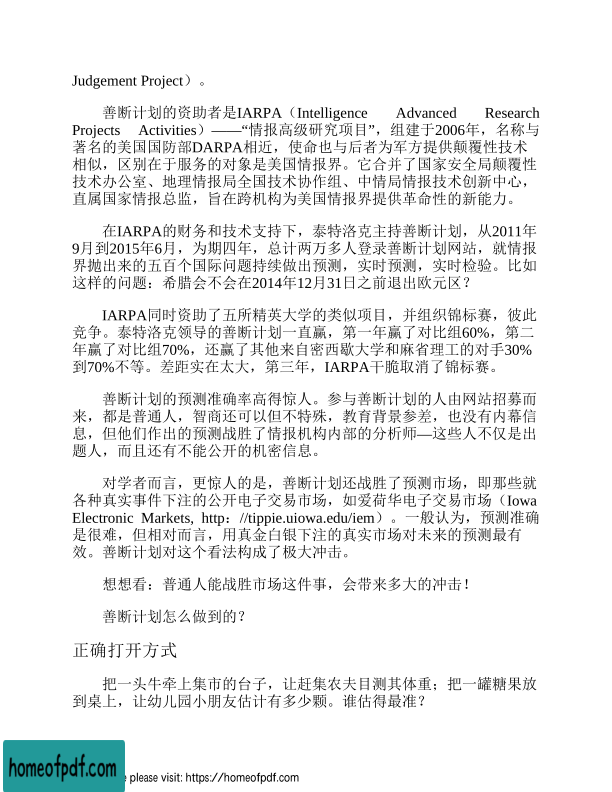 Judgement Project）。
善断计划的资助者是IARPA（Intelligence Advanced Research
Projects Activities）——“情报高级研究项目”，组建于2006年，名称与
著名的美国国防部DARPA相近，使命也与后者为军方提供颠覆性技术
相似，区别在于服务的对象是美国情报界。它合并了国家安全局颠覆性
技术办公室、地理情报局全国技术协作组、中情局情报技术创新中心，
直属国家情报总监，旨在跨机构为美国情报界提供革命性的新能力。
在IARPA的财务和技术支持下，泰特洛克主持善断计划，从2011年
9月到2015年6月，为期四年，总计两万多人登录善断计划网站，就情报
界抛出来的五百个国际问题持续做出预测，实时预测，实时检验。比如
这样的问题：希腊会不会在2014年12月31日之前退出欧元区？
IARPA同时资助了五所精英大学的类似项目，并组织锦标赛，彼此
竞争。泰特洛克领导的善断计划一直赢，第一年赢了对比组60%，第二
年赢了对比组70%，还赢了其他来自密西歇大学和麻省理工的对手30%
到70%不等。差距实在太大，第三年，IARPA干脆取消了锦标赛。
善断计划的预测准确率高得惊人。参与善断计划的人由网站招募而
来，都是普通人，智商还可以但不特殊，教育背景参差，也没有内幕信
息，但他们作出的预测战胜了情报机构内部的分析师—这些人不仅是出
题人，而且还有不能公开的机密信息。
对学者而言，更惊人的是，善断计划还战胜了预测市场，即那些就
各种真实事件下注的公开电子交易市场，如爱荷华电子交易市场（Iowa
Electronic Markets, http：//tippie.uiowa.edu/iem）。一般认为，预测准确
是很难，但相对而言，用真金白银下注的真实市场对未来的预测最有
效。善断计划对这个看法构成了极大冲击。
想想看：普通人能战胜市场这件事，会带来多大的冲击！
善断计划怎么做到的？
正确打开方式
把一头牛牵上集市的台子，让赶集农夫目测其体重；把一罐糖果放
到桌上，让幼儿园小朋友估计有多少颗。谁估得最准？
homeofpdf.com
please visit: https://homeofpdf.com